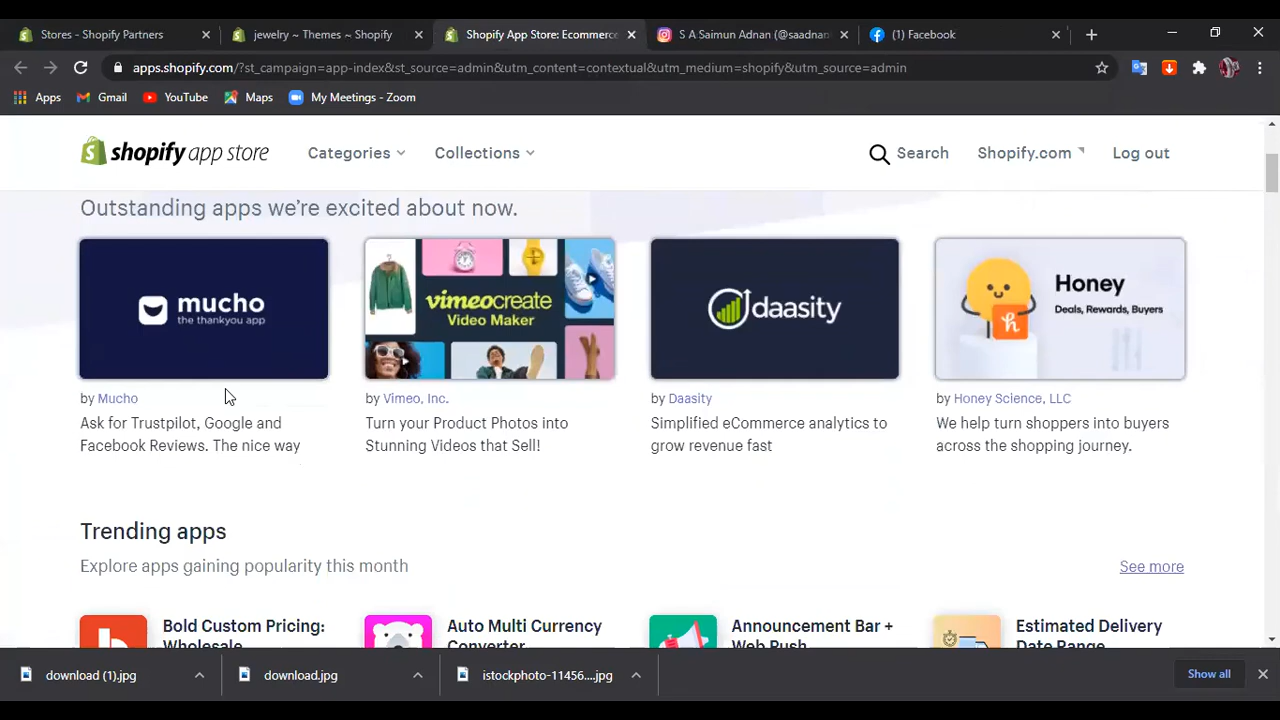 Stores - Shopify Partners
jewelry ~ Themes ~ Shopify
Shopify App Store: Ecommerce
S A Saimun Adnan (@saadnan
(1) Facebook
apps.shopify.com/?st_campaign=app-index&st_source=admin&utm_content=contextual&utm_medium=shopify&utm_source=admin
Apps
Gmail
YouTube
Maps
My Meetings - Zoom
shopify app store
Categories
Collections
Search
Shopify.com
Log out
Outstanding apps we're excited about now.
mucho
the thankyou app
vimeocreate
Video Maker
daasity
Honey
Deals, Rewards, Buyers
h
by Mucho
Ask for Trustpilot, Google and
Facebook Reviews. The nice way
by Vimeo, Inc.
Turn your Product Photos into
Stunning Videos that Sell!
by Daasity
Simplified eCommerce analytics to
grow revenue fast
by Honey Science, LLC
We help turn shoppers into buyers
across the shopping journey.
Trending apps
Explore apps gaining popularity this month
See more
Bold Custom Pricing:
Wholesale
Auto Multi Currency
Converter
Announcement Bar +
Web Push
Estimated Delivery
Date Range
download (1).jpg
download.jpg
istockphoto-11456....jpg
Show all